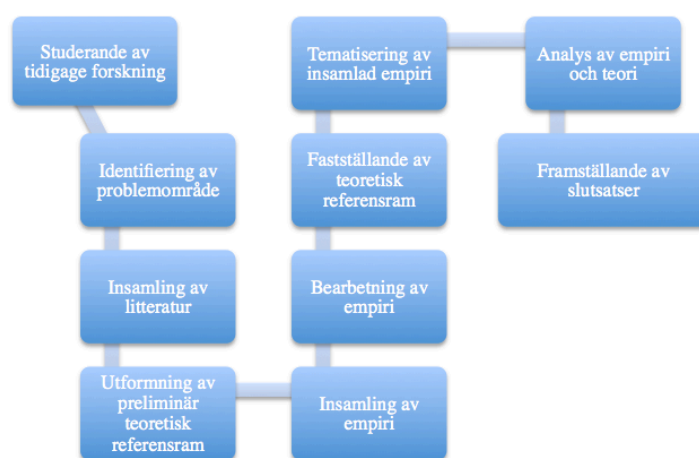 Studerande av
tidigage forskning
Identifiering av
problemområde
Insamling av
litteratur
Utformning av
preliminär
teoretisk
referensram
Insamling av
empiri
Bearbetning av
empiri
Fastställande av
teoretisk
referensram
Tematisering av
insamlad empiri
Analys av empiri
och teori
Framställande av
slutsatser